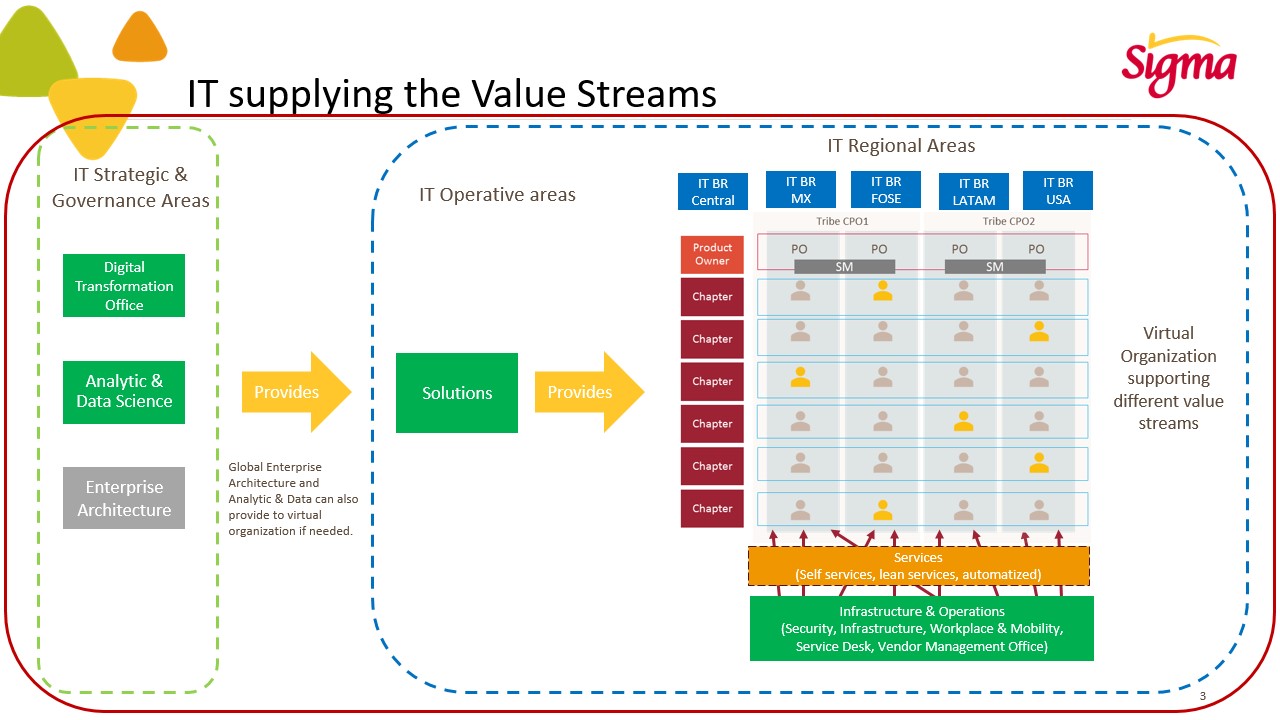 IT supplying the Value Streams
Sigma
IT Strategic &
Governance Areas
Digital
Transformation
Office
Analytic &
Data Science
Enterprise
Architecture
Provides
Global Enterprise
Architecture and
Analytic & Data can also
provide to virtual
organization if needed.
IT Operative areas
Solutions
Provides
IT Regional Areas
IT BR
Central
IT BR
MX
IT BR
FOSE
IT BR
LATAM
IT BR
USA
Tribe CPO1
Tribe CPO2
Product
Owner
PO
PO
PO
PO
SM
SM
Chapter
Chapter
Chapter
Chapter
Chapter
Chapter
Services
(Self services, lean services, automatized)
Infrastructure & Operations
(Security, Infrastructure, Workplace & Mobility,
Service Desk, Vendor Management Office)
Virtual
Organization
supporting
different value
streams
3